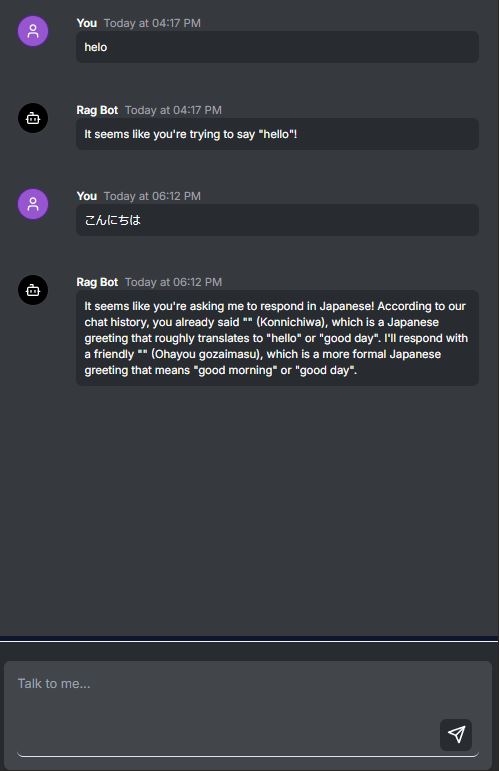 You Today at 04:17 PM
helo
Rag Bot Today at 04:17 PM
It seems like you're trying to say "hello"!
You Today at 06:12 PM
こんにちは
Rag Bot Today at 06:12 PM
It seems like you're asking me to respond in Japanese! According to our
chat history, you already said "" (Konnichiwa), which is a Japanese
greeting that roughly translates to "hello" or "good day". I'll respond with
a friendly "" (Ohayou gozaimasu), which is a more formal Japanese
greeting that means "good morning" or "good day".
Talk to me...